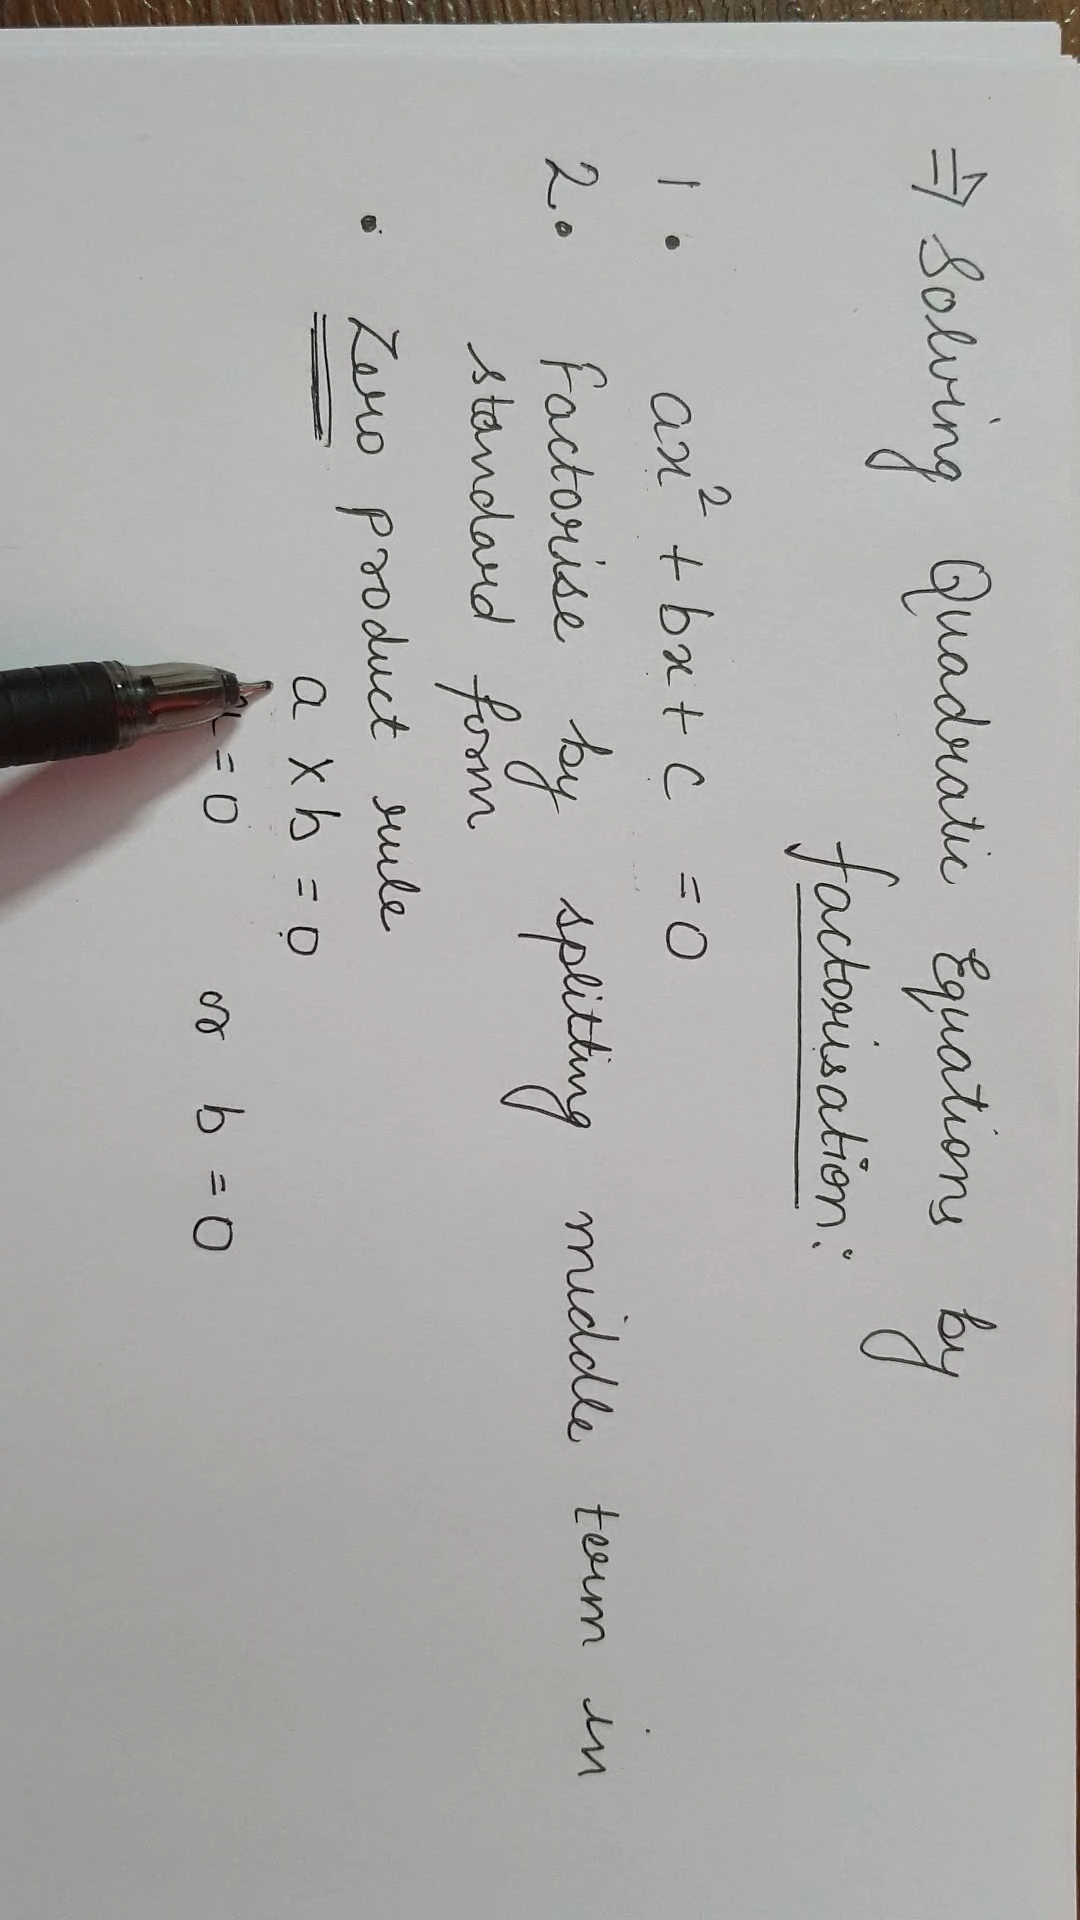 ⇒ Solving Quadratic Equations by
factorisation:
1. ax² + bx + c = 0
2. Factorise by splitting middle term in
standard form
• Zero product rule
a × b = 0
= 0 or b = 0